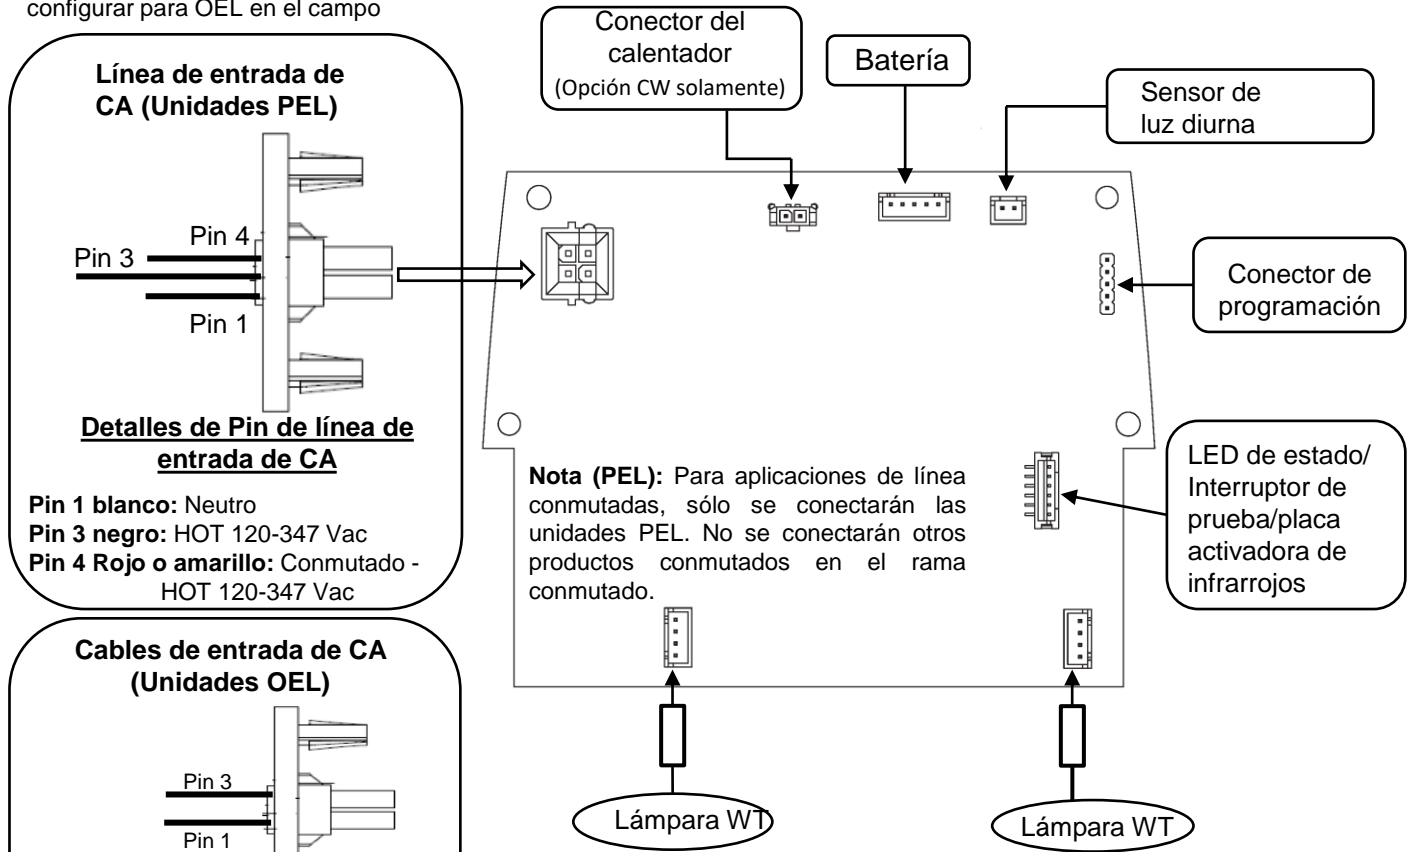 configurar para OEL en el campo
Línea de entrada de
CA (Unidades PEL)
Pin 4
Pin 3
Pin 1
Detalles de Pin de línea de
entrada de CA
Pin 1 blanco: Neutro
Pin 3 negro: HOT 120-347 Vac
Pin 4 Rojo o amarillo: Conmutado -
HOT 120-347 Vac
Cables de entrada de CA
(Unidades OEL)
Pin 3
Pin 1
Conector del
calentador
(Opción CW solamente)
Batería
Sensor de
luz diurna
Conector de
programación
LED de estado/
Interruptor de
prueba/placa
activadora de
infrarrojos
Nota (PEL): Para aplicaciones de línea
conmutadas, sólo se conectarán las
unidades PEL. No se conectarán otros
productos conmutados en el rama
conmutado.
Lámpara WT
Lámpara WT